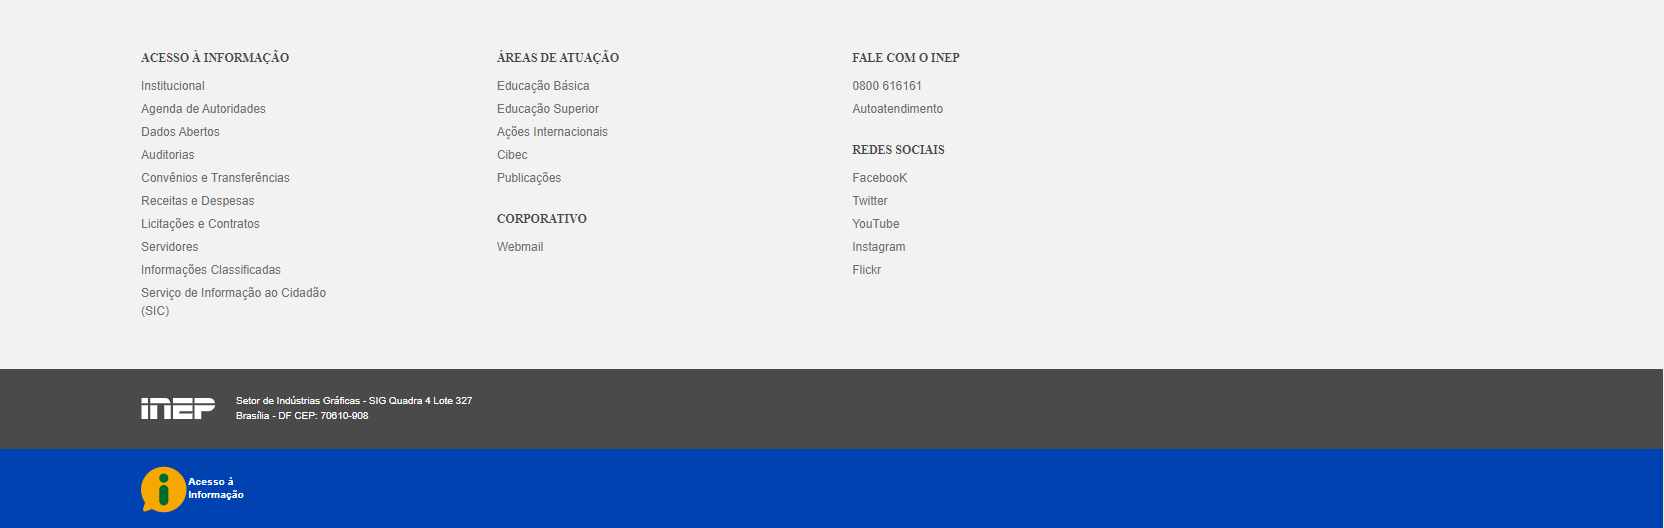 ACESSO À INFORMAÇÃO
Institucional
Agenda de Autoridades
Dados Abertos
Auditorias
Convênios e Transferências
Receitas e Despesas
Licitações e Contratos
Servidores
Informações Classificadas
Serviço de Informação ao Cidadão
(SIC)
ÁREAS DE ATUAÇÃO
Educação Básica
Educação Superior
Ações Internacionais
Cibec
Publicações
CORPORATIVO
Webmail
FALE COM O INEP
0800 616161
Autoatendimento
REDES SOCIAIS
FacebooK
Twitter
YouTube
Instagram
Flickr
INEP
Setor de Indústrias Gráficas - SIG Quadra 4 Lote 327
Brasília - DF CEP: 70610-908
i
Acesso à
Informação